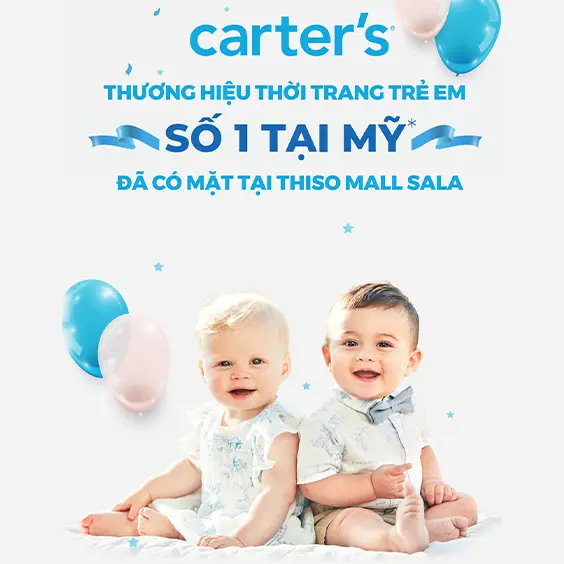 carter's®
THƯƠNG HIỆU THỜI TRANG TRẺ EM
SỐ 1 TẠI MỸ*
ĐÃ CÓ MẶT TẠI THISO MALL SALA